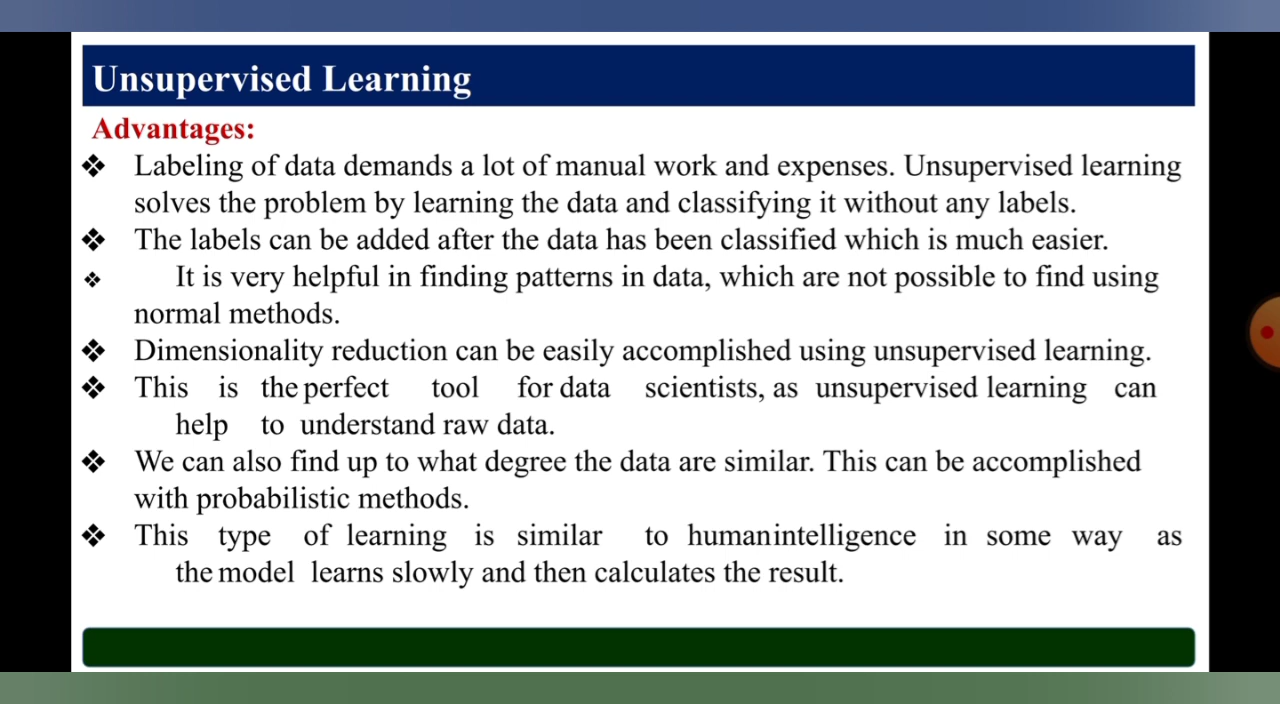 Unsupervised Learning
Advantages:
❖ Labeling of data demands a lot of manual work and expenses. Unsupervised learning
solves the problem by learning the data and classifying it without any labels.
❖ The labels can be added after the data has been classified which is much easier.
❖ It is very helpful in finding patterns in data, which are not possible to find using
normal methods.
❖ Dimensionality reduction can be easily accomplished using unsupervised learning.
❖ This is the perfect tool for data scientists, as unsupervised learning can
help to understand raw data.
❖ We can also find up to what degree the data are similar. This can be accomplished
with probabilistic methods.
❖ This type of learning is similar to humanintelligence in some way as
the model learns slowly and then calculates the result.